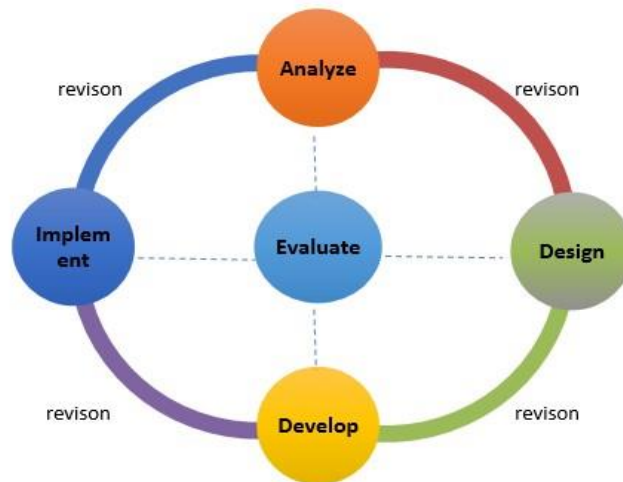 Analyze
revison
revison
Implem
ent
Evaluate
Design
revison
revison
Develop